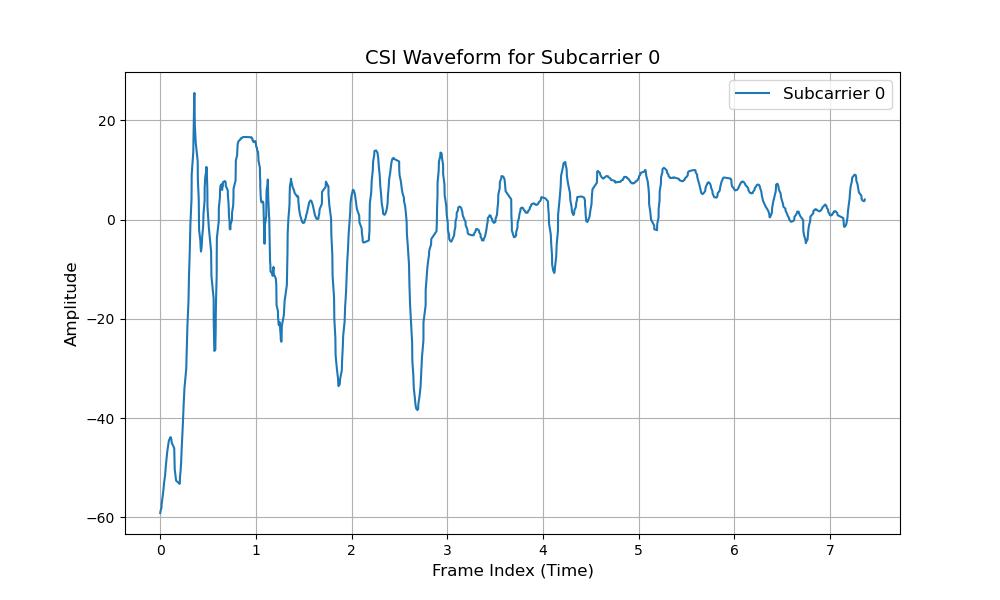 CSI Waveform for Subcarrier 0
Subcarrier 0
Amplitude
20
0
−20
−40
−60
0 1 2 3 4 5 6 7
Frame Index (Time)